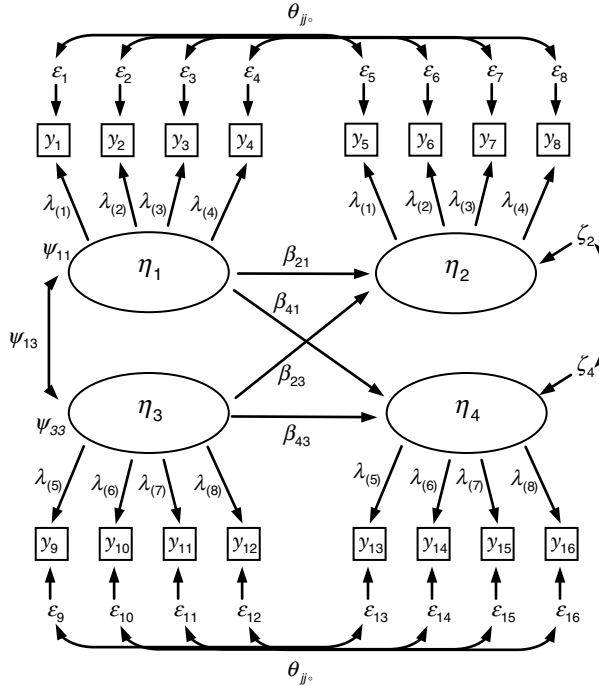 θjj°
ε1 ε2 ε3 ε4 ε5 ε6 ε7 ε8
y1 y2 y3 y4 y5 y6 y7 y8
λ(1) λ(2) λ(3) λ(4) λ(1) λ(2) λ(3) λ(4)
ψ11 η1 β21 η2 ζ2
β41
ψ13
β23
ψ33 η3 β43 η4 ζ4
λ(5) λ(6) λ(7) λ(8) λ(5) λ(6) λ(7) λ(8)
y9 y10 y11 y12 y13 y14 y15 y16
ε9 ε10 ε11 ε12 ε13 ε14 ε15 ε16
θjj°